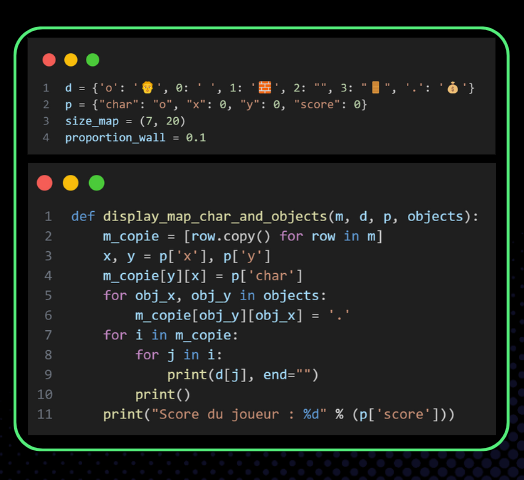 1 d = {'o': '👶', 0: ' ', 1: '🧱', 2: "", 3: "🚪", '.': '💰'}
2 p = {"char": "o", "x": 0, "y": 0, "score": 0}
3 size_map = (7, 20)
4 proportion_wall = 0.1
1 def display_map_char_and_objects(m, d, p, objects):
2     m_copie = [row.copy() for row in m]
3     x, y = p['x'], p['y']
4     m_copie[y][x] = p['char']
5     for obj_x, obj_y in objects:
6         m_copie[obj_y][obj_x] = '.'
7     for i in m_copie:
8         for j in i:
9             print(d[j], end="")
10         print()
11     print("Score du joueur : %d" % (p['score']))